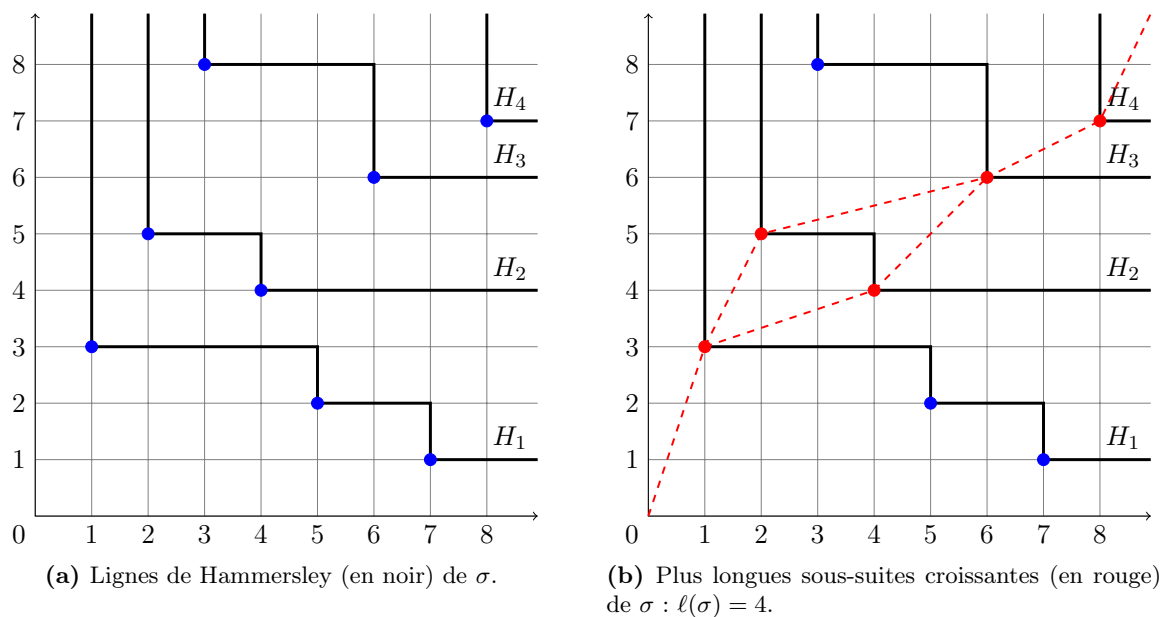 8
7
6
5
4
3
2
1
0
1 2 3 4 5 6 7 8
H₄
H₃
H₂
H₁
(a) Lignes de Hammersley (en noir) de σ.
8
7
6
5
4
3
2
1
0
1 2 3 4 5 6 7 8
H₄
H₃
H₂
H₁
(b) Plus longues sous-suites croissantes (en rouge)
de σ : ℓ(σ) = 4.